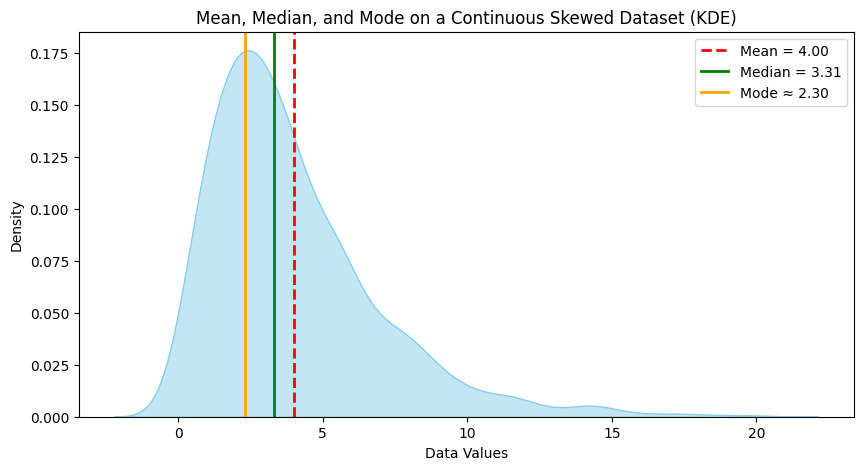 Mean, Median, and Mode on a Continuous Skewed Dataset (KDE)
Mean = 4.00
Median = 3.31
Mode ≈ 2.30
Density
0.175
0.150
0.125
0.100
0.075
0.050
0.025
0.000
0 5 10 15 20
Data Values